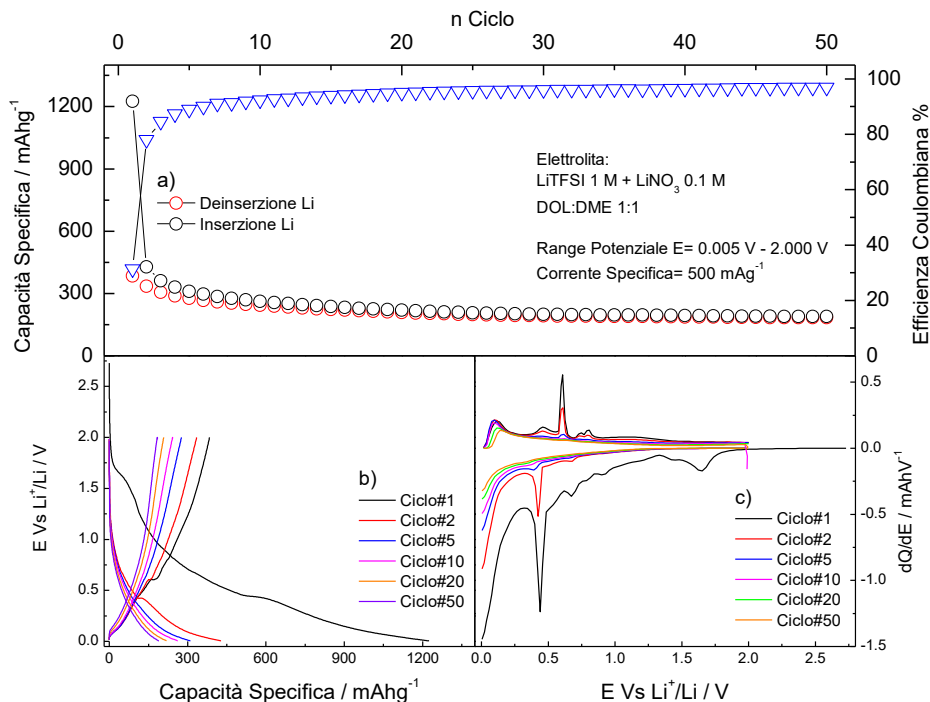 n Ciclo
0 10 20 30 40 50
Capacità Specifica / mAhg⁻¹
1200
900
600
300
0
Efficienza Coulombiana %
100
80
60
40
20
0
a)
Deinserzione Li
Inserzione Li
Elettrolita:
LiTFSI 1 M + LiNO₃ 0.1 M
DOL:DME 1:1
Range Potenziale E= 0.005 V - 2.000 V
Corrente Specifica= 500 mAg⁻¹
E Vs Li⁺/Li / V
2.5
2.0
1.5
1.0
0.5
0.0
b)
Ciclo#1
Ciclo#2
Ciclo#5
Ciclo#10
Ciclo#20
Ciclo#50
0 300 600 900 1200
Capacità Specifica / mAhg⁻¹
c)
Ciclo#1
Ciclo#2
Ciclo#5
Ciclo#10
Ciclo#20
Ciclo#50
0.5
0.0
-0.5
-1.0
-1.5
dQ/dE / mAhV⁻¹
0.0 0.5 1.0 1.5 2.0 2.5
E Vs Li⁺/Li / V